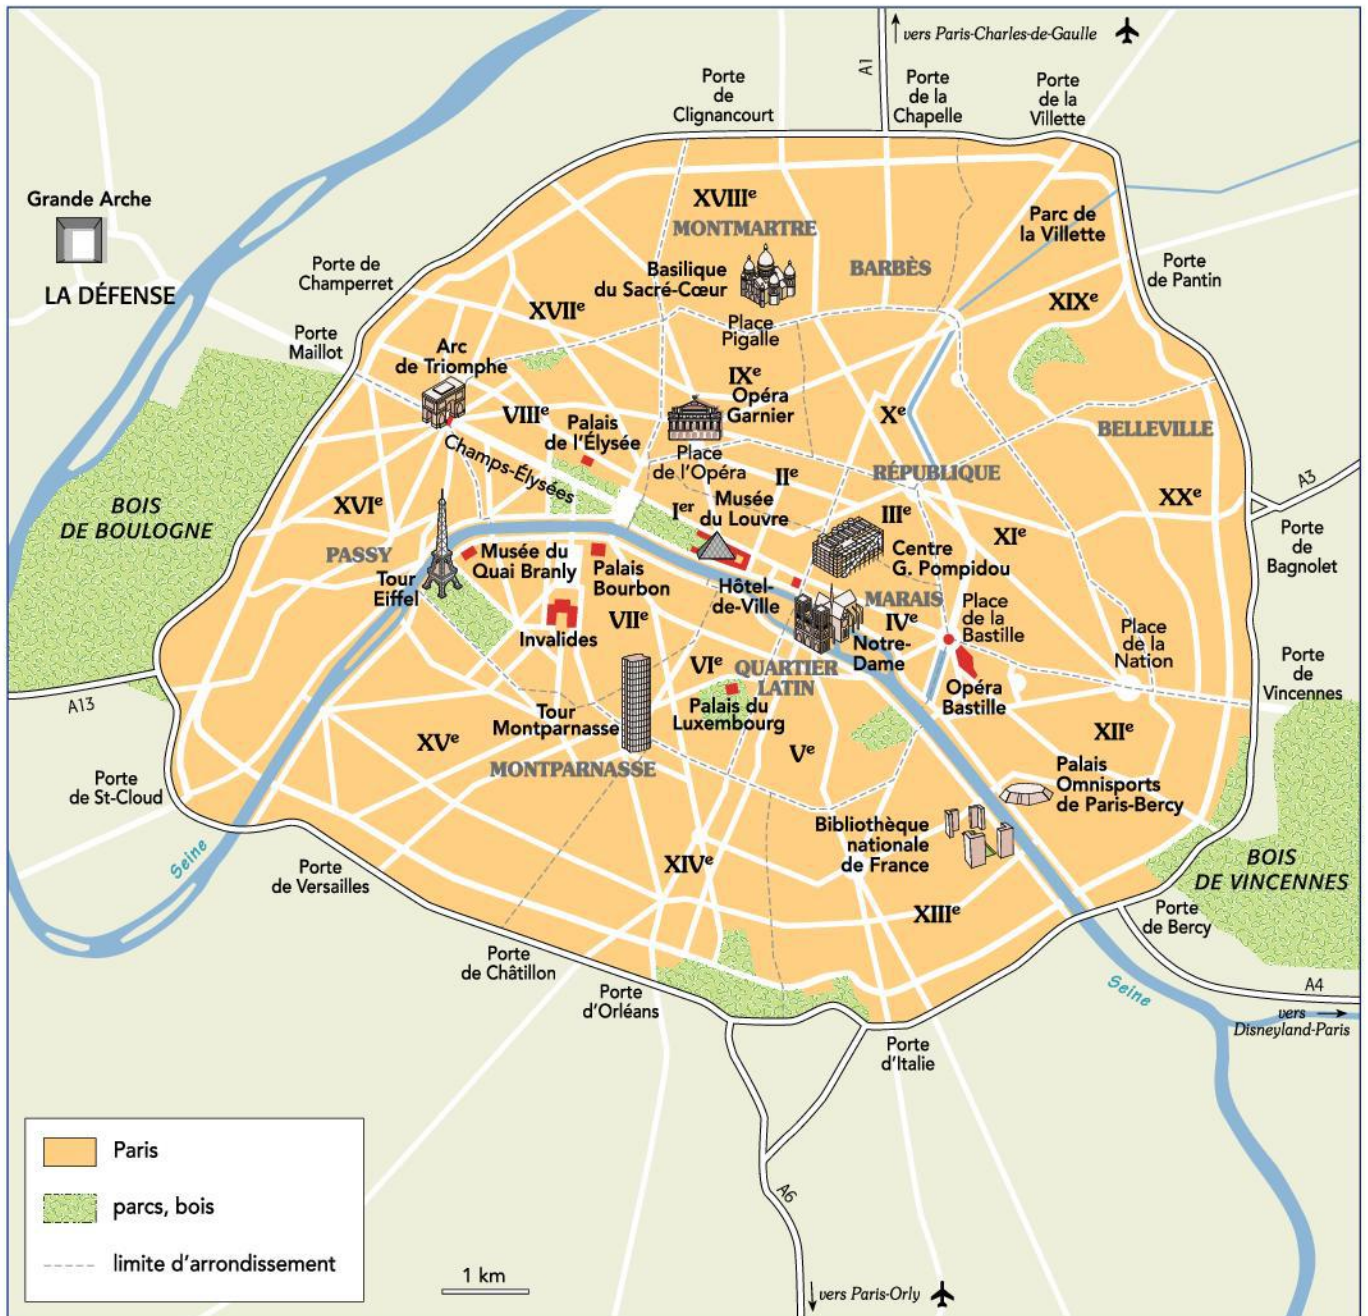 vers Paris-Charles-de-Gaulle
A1
Porte
de
Clignancourt
Porte
de la
Chapelle
Porte
de la
Villette
Grande Arche
LA DÉFENSE
XVIIIᵉ
MONTMARTRE
Parc de
la Villette
Porte de
Champerret
Basilique
du Sacré-Cœur
BARBÈS
Porte
de Pantin
XVIIᵉ
XIXᵉ
Porte
Maillot
Place
Pigalle
Arc
de Triomphe
IXᵉ
Opéra
Garnier
VIIIᵉ
Palais
de l'Élysée
Xᵉ
BELLEVILLE
Champs-Élysées
Place
de l'Opéra
IIᵉ
RÉPUBLIQUE
A3
BOIS
DE BOULOGNE
XVIᵉ
Iᵉʳ
Musée
du Louvre
IIIᵉ
XXᵉ
XIᵉ
Porte
de
Bagnolet
PASSY
Tour
Eiffel
Musée du
Quai Branly
Palais
Bourbon
Centre
G. Pompidou
Hôtel-
de-Ville
MARAIS
Place
de la
Bastille
Invalides
VIIᵉ
IVᵉ
Notre-
Dame
Place
de la
Nation
VIᵉ
QUARTIER
LATIN
Porte
de
Vincennes
A13
Opéra
Bastille
Tour
Montparnasse
Palais du
Luxembourg
XVᵉ
Vᵉ
XIIᵉ
MONTPARNASSE
Palais
Omnisports
de Paris-Bercy
Porte
de St-Cloud
Bibliothèque
nationale
de France
Seine
Porte
de Versailles
XIVᵉ
BOIS
DE VINCENNES
XIIIᵉ
Porte
de Bercy
Porte
de Châtillon
Porte
d'Orléans
Seine
A4
vers
Disneyland-Paris
Porte
d'Italie
Paris
parcs, bois
limite d'arrondissement
A6
1 km
vers Paris-Orly